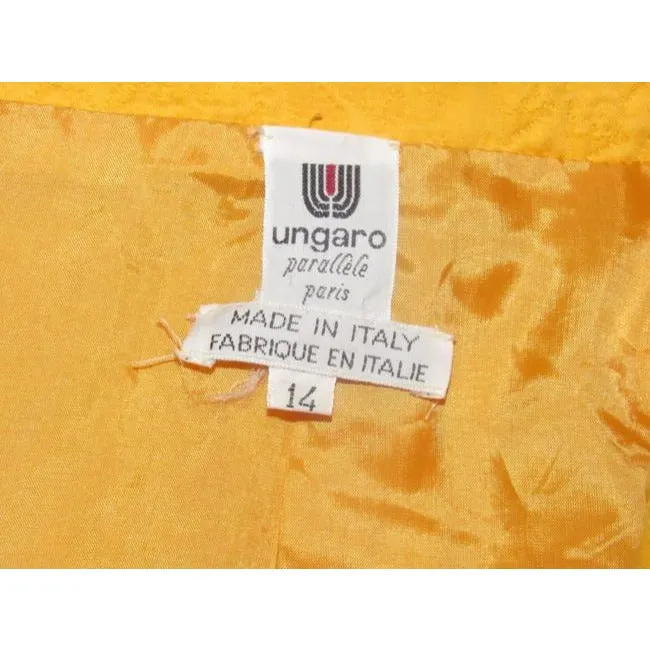 ungaro
parallèle
paris
MADE IN ITALY
FABRIQUE EN ITALIE
14